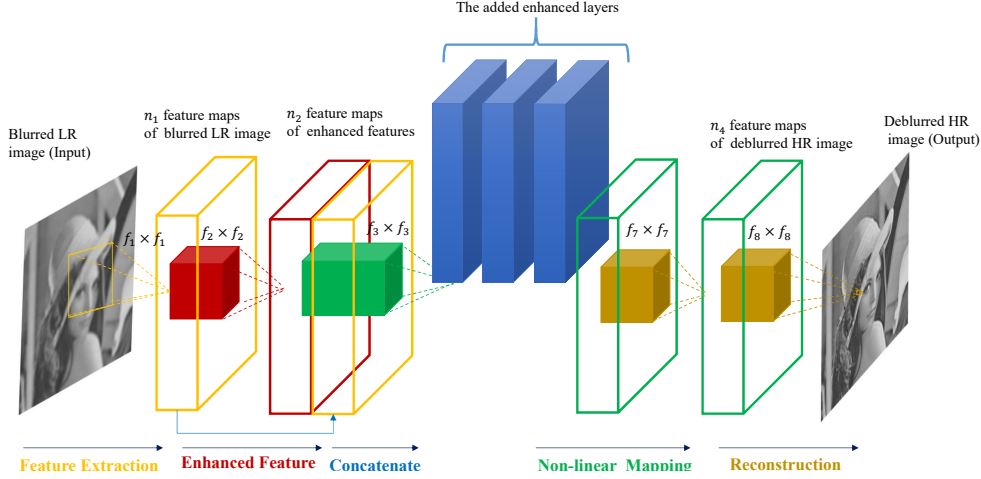 The added enhanced layers
Blurred LR
image (Input)
n₁ feature maps
of blurred LR image
n₂ feature maps
of enhanced features
n₄ feature maps
of deblurred HR image
Deblurred HR
image (Output)
f₁ × f₁
f₂ × f₂
f₃ × f₃
f₇ × f₇
f₈ × f₈
Feature Extraction
Enhanced Feature
Concatenate
Non-linear Mapping
Reconstruction